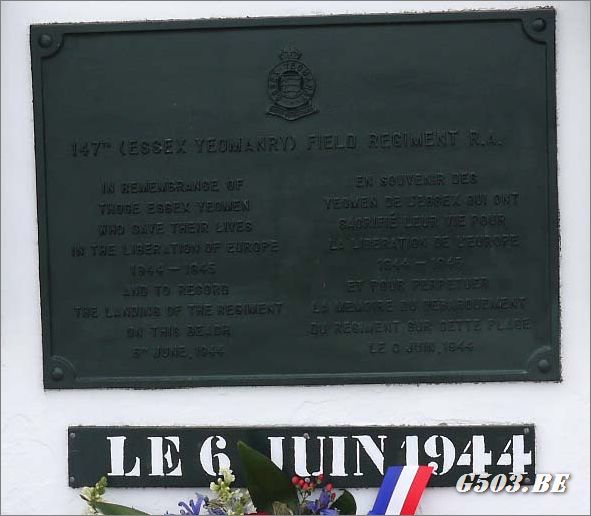 147TH (ESSEX YEOMANRY) FIELD REGIMENT R.A.
IN REMEMBRANCE OF
THOSE ESSEX YEOMEN
WHO GAVE THEIR LIVES
IN THE LIBERATION OF EUROPE
1944 – 1945
AND TO RECORD
THE LANDING OF THE REGIMENT
ON THIS BEACH
6TH JUNE, 1944
EN SOUVENIR DES
YEOMEN DE L'ESSEX QUI ONT
SACRIFIÉ LEUR VIE POUR
LA LIBERATION DE L'EUROPE
1944 – 1945
ET POUR PERPETUER
LA MEMOIRE DU DEBARQUEMENT
DU REGIMENT SUR CETTE PLAGE
LE 6 JUIN, 1944
LE 6 JUIN 1944
G503.BE